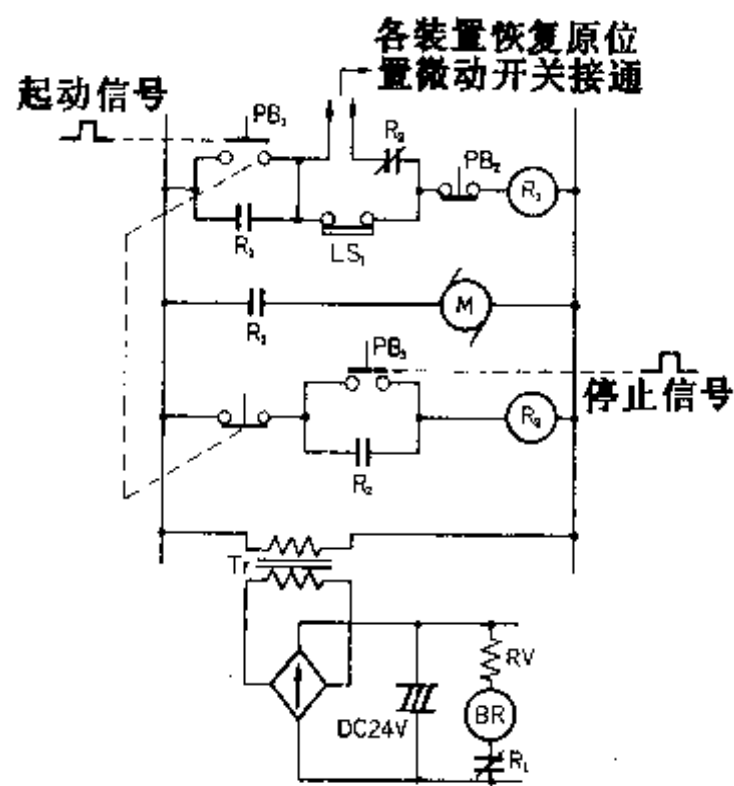 各装置恢复原位
置微动开关接通
起动信号
PB₁
R₂
PB₂
R₁
R₁
LS₁
R₁
M
PB₃
停止信号
R₂
R₂
Tr
RV
DC24V
BR
R₁